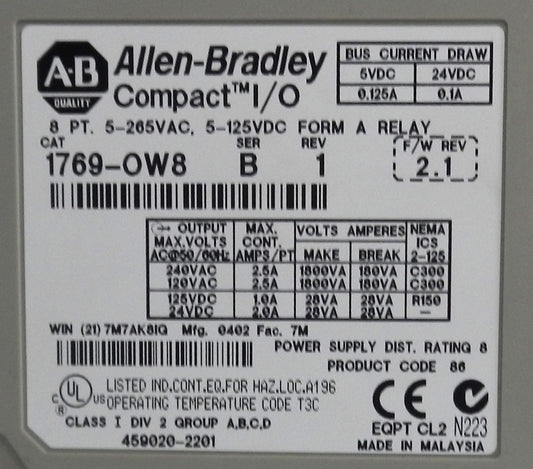 A·B
QUALITY
Allen-Bradley
Compact™ I/O
BUS CURRENT DRAW
5VDC 24VDC
0.125A 0.1A
8 PT. 5-265VAC, 5-125VDC FORM A RELAY
CAT SER REV F/W REV
1769-OW8 B 1 2.1
OUTPUT MAX. VOLTS AMPERES NEMA
MAX.VOLTS CONT. ICS
AC@50/60Hz AMPS/PT MAKE BREAK 2-125
240VAC 2.5A 1800VA 180VA C300
120VAC 2.5A 1800VA 180VA C300
125VDC 1.0A 28VA 28VA R150
24VDC 2.0A 28VA 28VA —
WIN (21) 7M7AK8IG Mfg. 0402 Fac. 7M
POWER SUPPLY DIST. RATING 8
PRODUCT CODE 86
C UL US LISTED IND.CONT.EQ.FOR HAZ.LOC.A196
® OPERATING TEMPERATURE CODE T3C
CLASS I DIV 2 GROUP A,B,C,D
459020-2201
CE
EQPT CL2 N223
MADE IN MALAYSIA